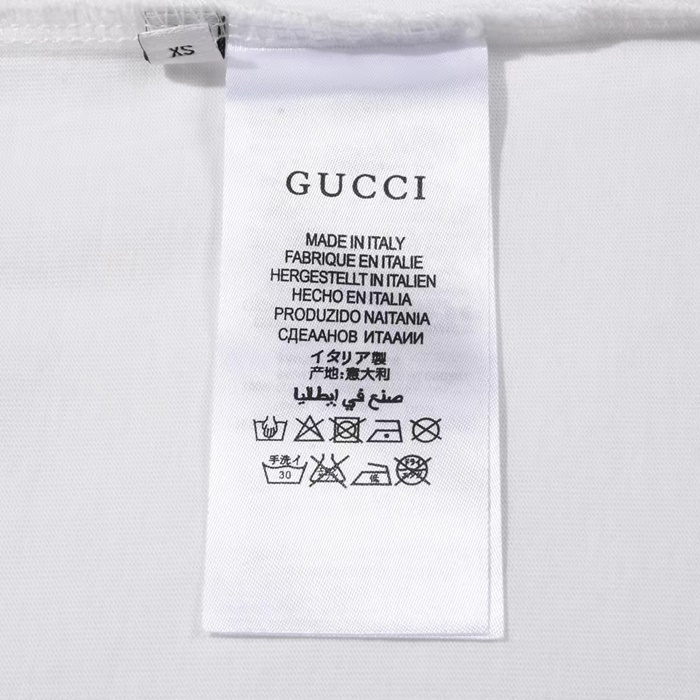 XS
GUCCI
MADE IN ITALY
FABRIQUE EN ITALIE
HERGESTELLT IN ITALIEN
HECHO EN ITALIA
PRODUZIDO NAITANIA
СДЕААНОВ ИТААИИ
イタリア製
产地:意大利
صنع في إيطاليا
手洗イ
30
低